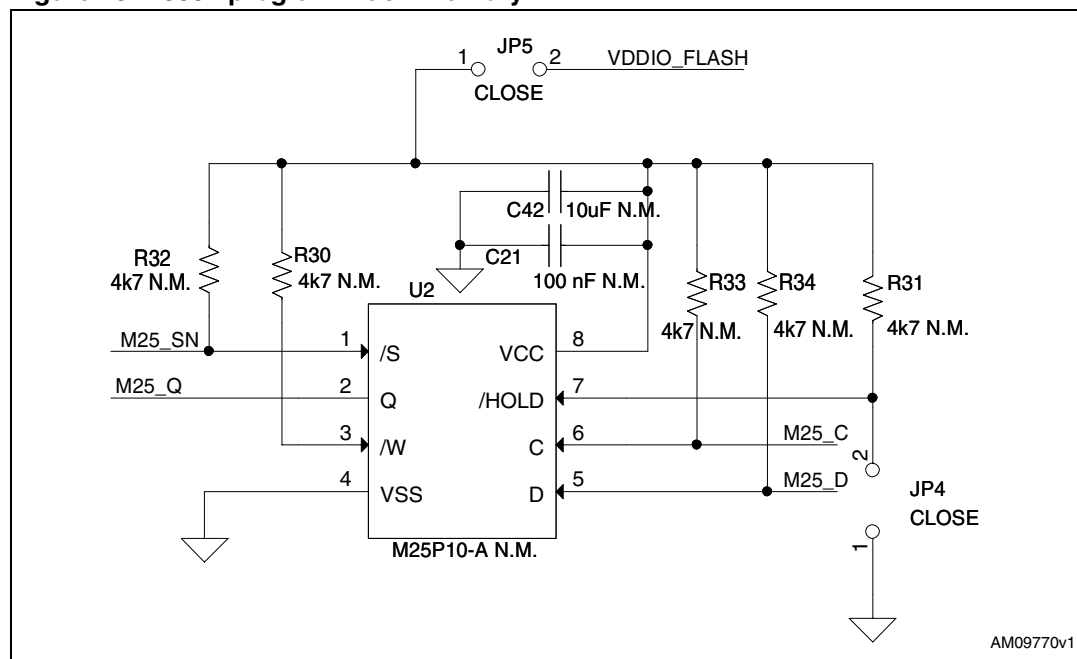 JP5
1
2
VDDIO_FLASH
CLOSE
C42
10uF N.M.
C21
100 nF N.M.
R32
4k7 N.M.
R30
4k7 N.M.
R33
4k7 N.M.
R34
4k7 N.M.
R31
4k7 N.M.
U2
M25_SN
1
/S
VCC
8
M25_Q
2
Q
/HOLD
7
3
/W
C
6
M25_C
4
VSS
D
5
M25_D
2
JP4
CLOSE
1
M25P10-A N.M.
AM09770v1